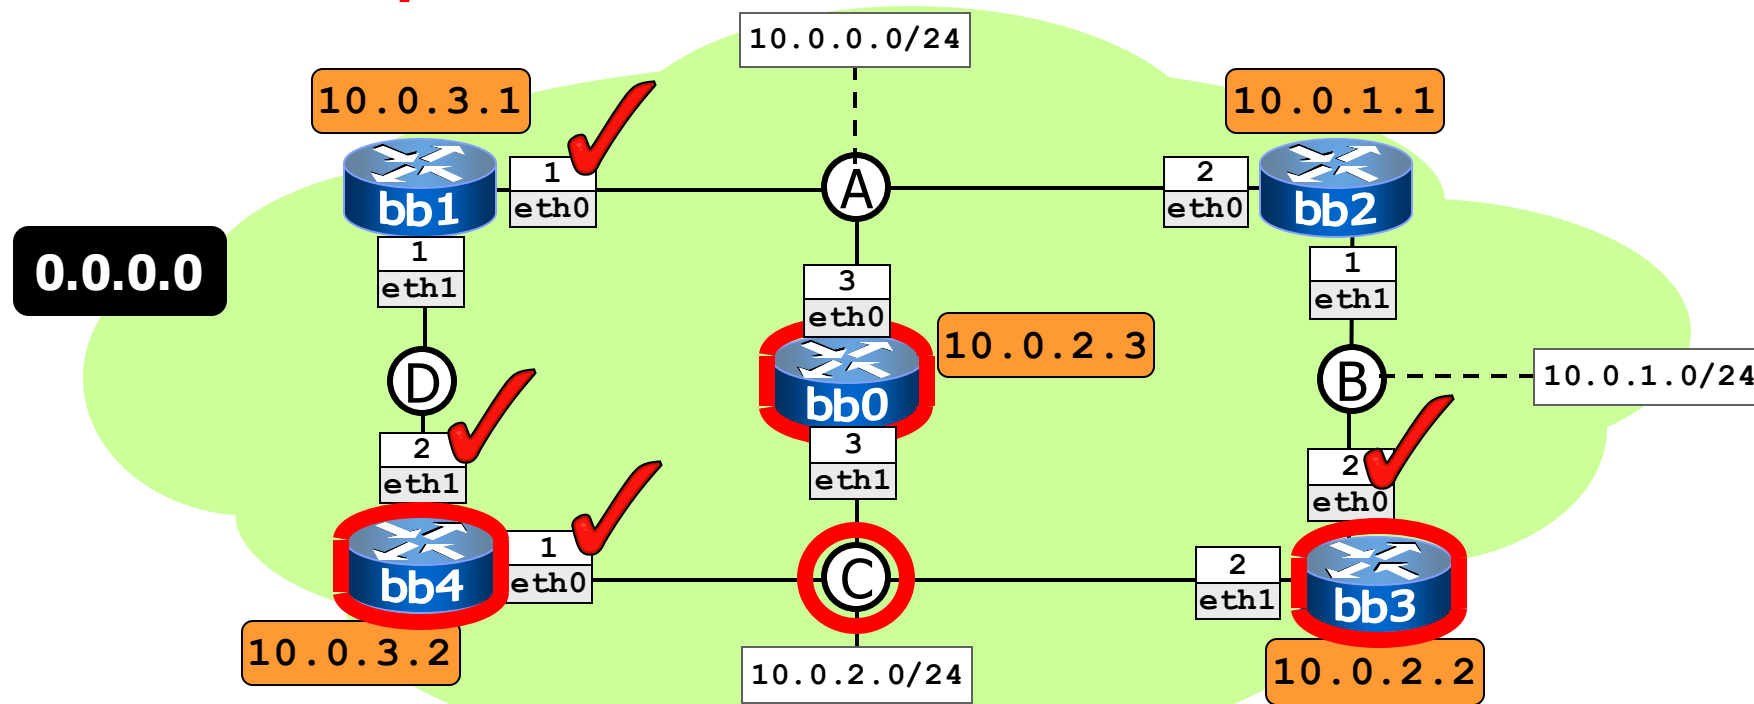 10.0.0.0/24
10.0.3.1
10.0.1.1
1
eth0
A
2
eth0
bb1
bb2
1
eth1
0.0.0.0
1
eth1
3
eth0
10.0.2.3
D
bb0
B
10.0.1.0/24
2
eth1
3
eth1
2
eth0
bb4
1
eth0
C
2
eth1
bb3
10.0.3.2
10.0.2.0/24
10.0.2.2